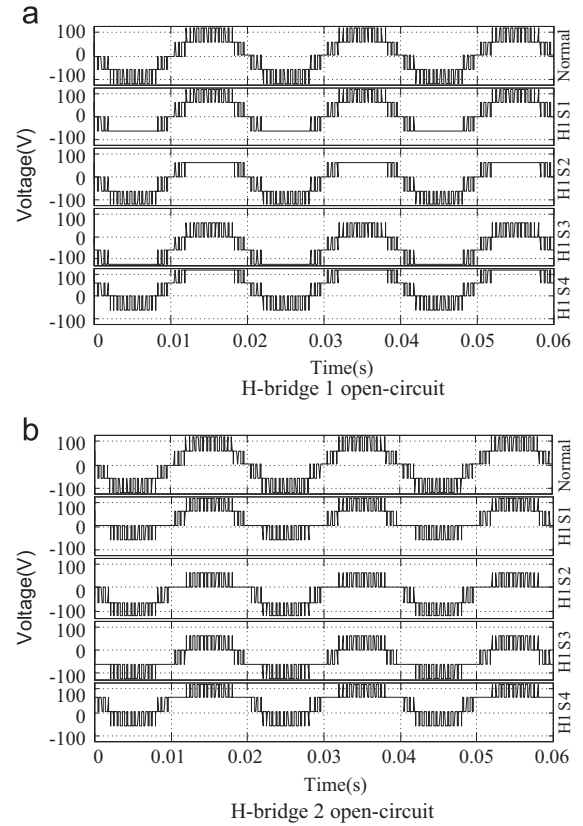 a
Voltage(V)
100
0
-100
Normal
100
0
-100
H1S1
100
0
-100
H1S2
100
0
-100
H1S3
100
0
-100
H1S4
0
0.01
0.02
0.03
0.04
0.05
0.06
Time(s)
H-bridge 1 open-circuit
b
Voltage(V)
100
0
-100
Normal
100
0
-100
H1S1
100
0
-100
H1S2
100
0
-100
H1S3
100
0
-100
H1S4
0
0.01
0.02
0.03
0.04
0.05
0.06
Time(s)
H-bridge 2 open-circuit